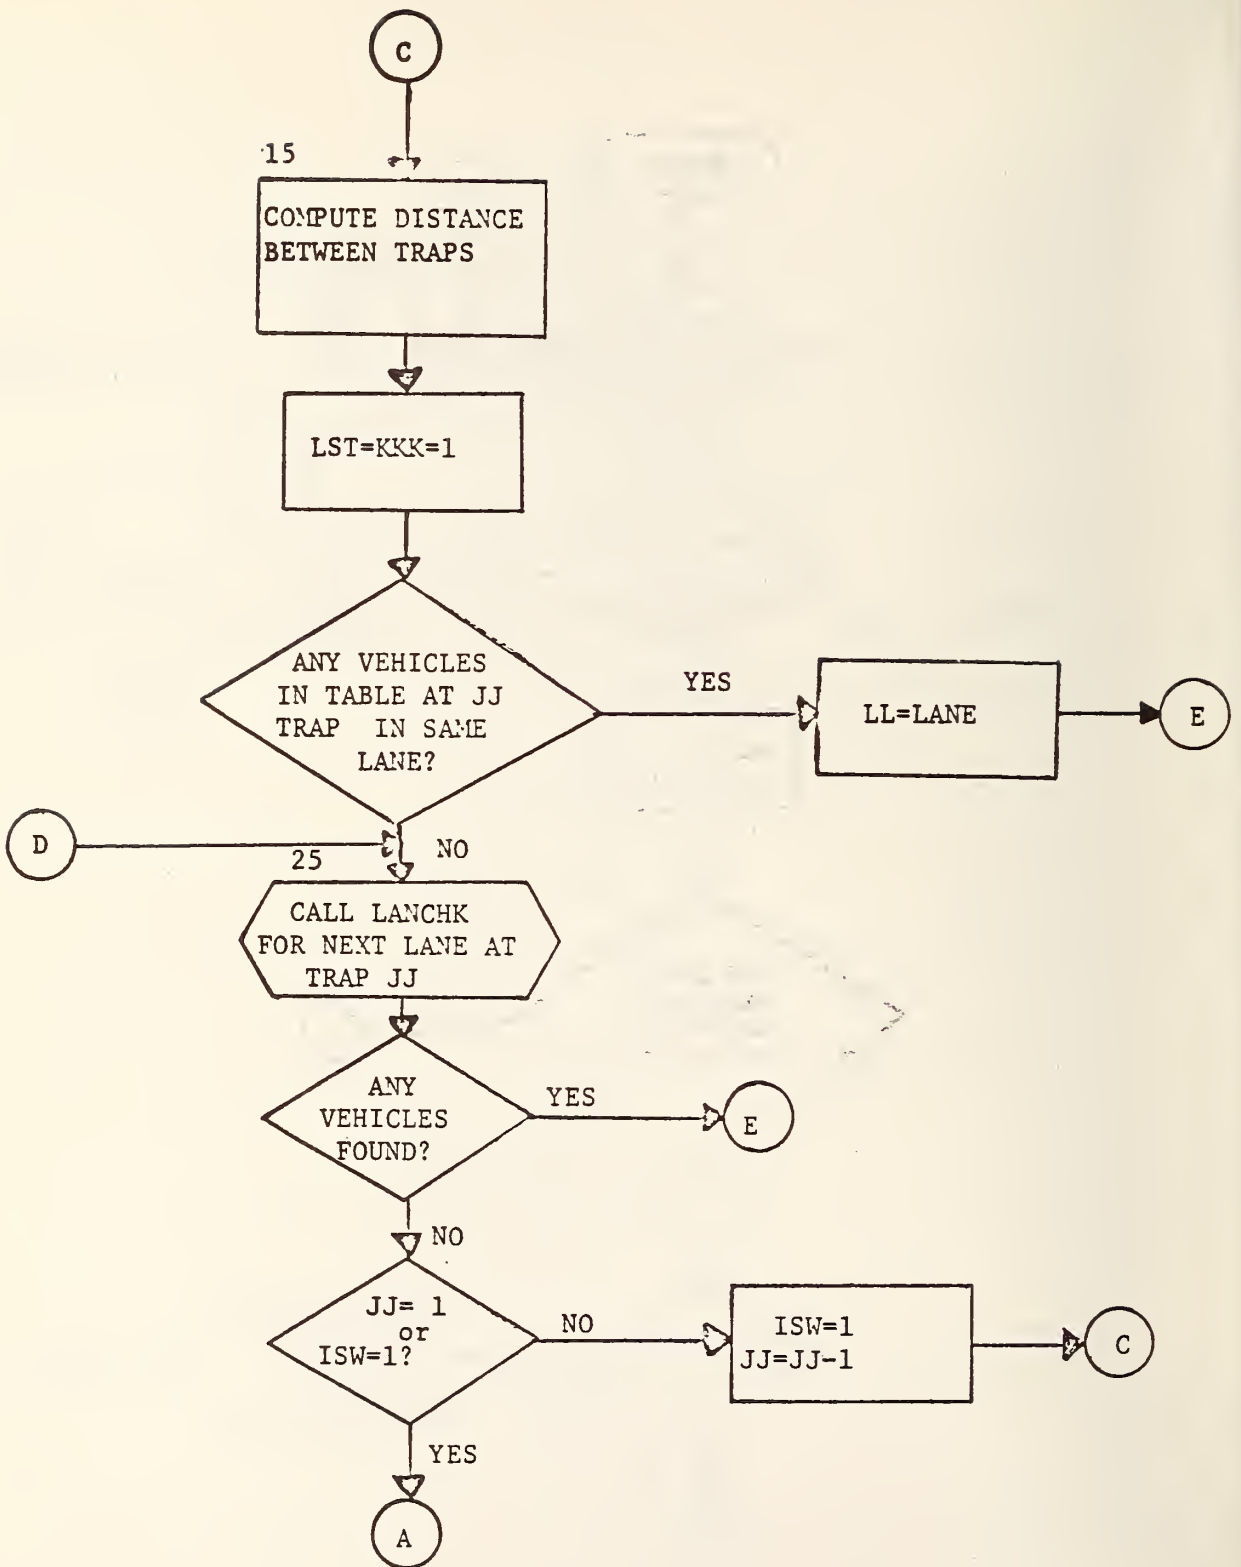 C
15
COMPUTE DISTANCE
BETWEEN TRAPS
LST=KKK=1
ANY VEHICLES
IN TABLE AT JJ
TRAP IN SAME
LANE?
YES
LL=LANE
E
D
NO
25
CALL LANCHK
FOR NEXT LANE AT
TRAP JJ
ANY
VEHICLES
FOUND?
YES
E
NO
JJ= 1
or
ISW=1?
NO
ISW=1
JJ=JJ-1
C
YES
A